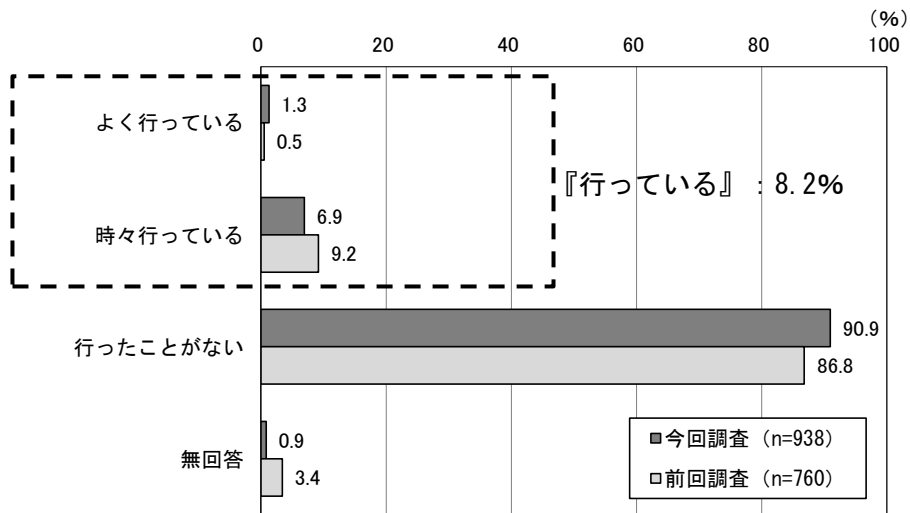 （%）
0 20 40 60 80 100
よく行っている
1.3
0.5
『行っている』：8.2%
時々行っている
6.9
9.2
行ったことがない
90.9
86.8
無回答
0.9
3.4
■今回調査（n=938）
□前回調査（n=760）